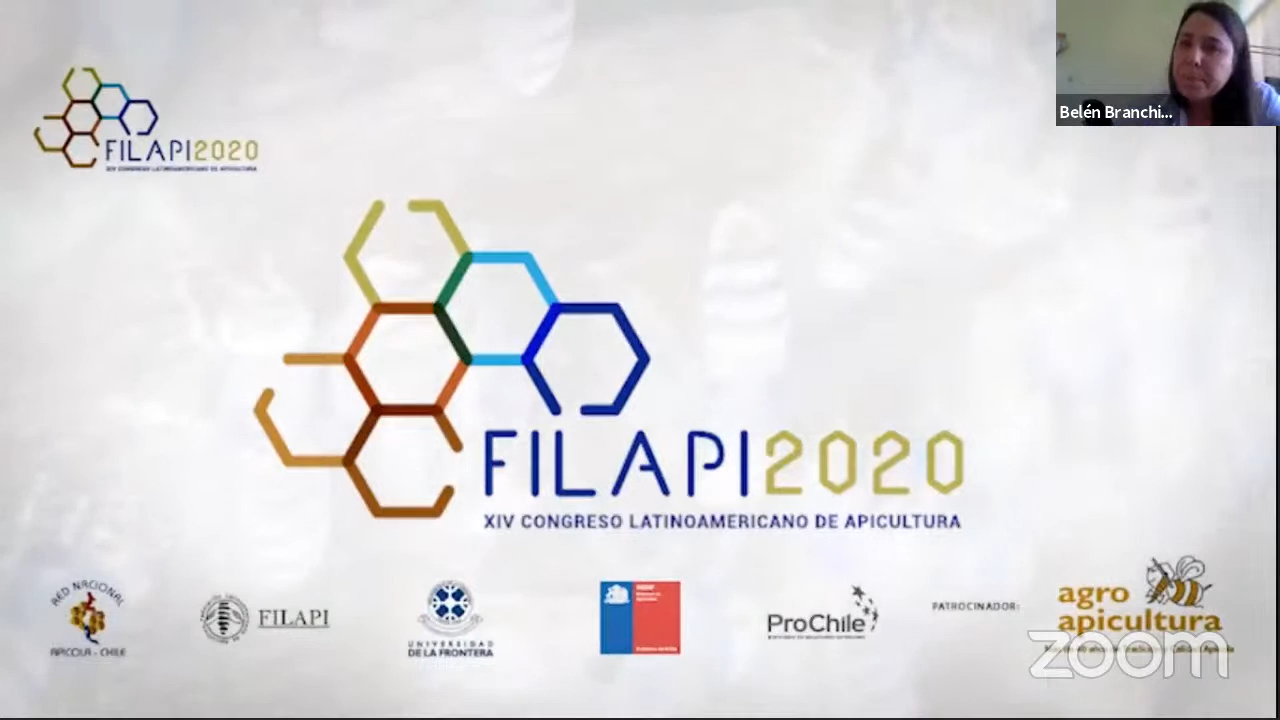 Belén Branchi...
FILAPI2020
XIV CONGRESO LATINOAMERICANO DE APICULTURA
FILAPI2020
XIV CONGRESO LATINOAMERICANO DE APICULTURA
RED NACIONAL
APICOLA - CHILE
FILAPI
UNIVERSIDAD
DE LA FRONTERA
ProChile
PATROCINADOR:
agro
apicultura
zoom